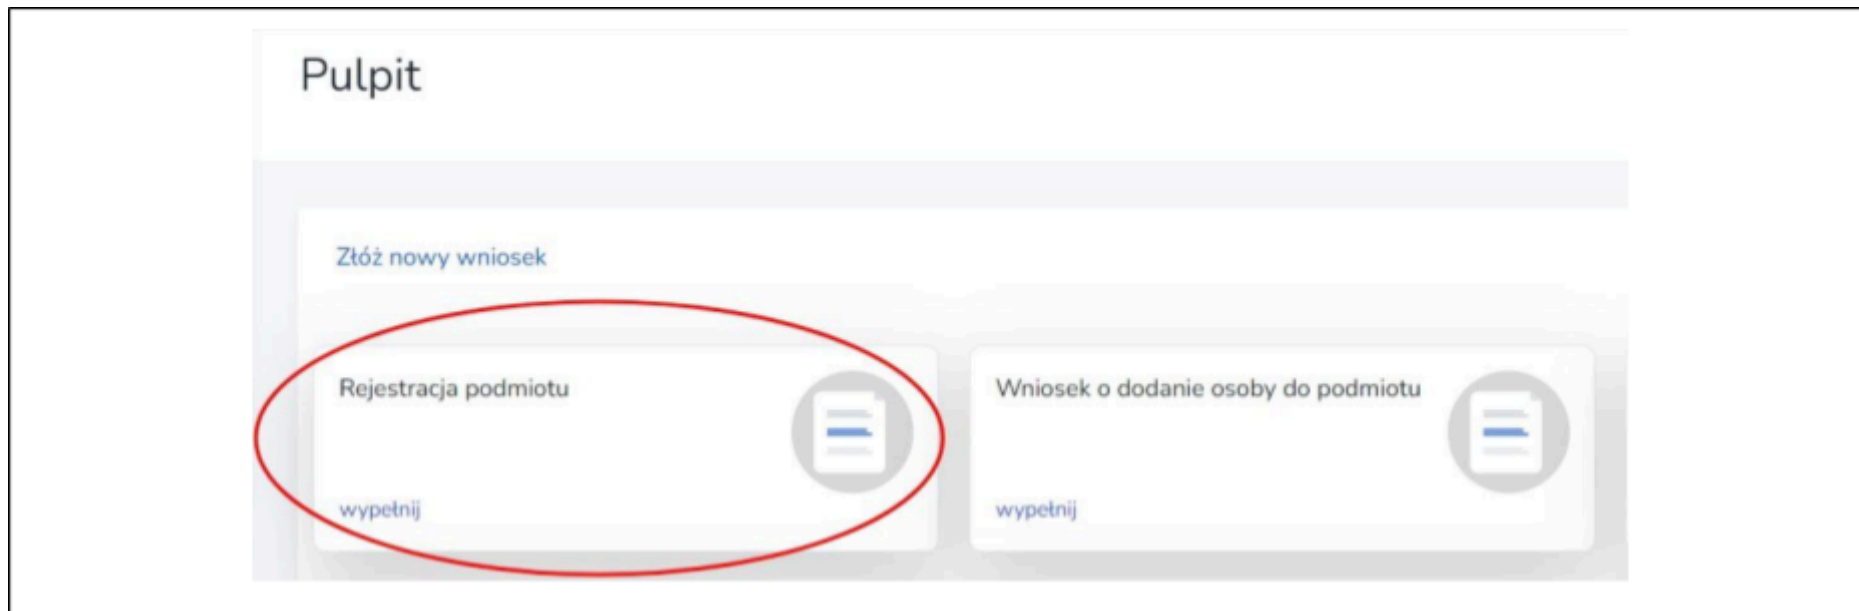 Pulpit
Złóż nowy wniosek
Rejestracja podmiotu
wypełnij
Wniosek o dodanie osoby do podmiotu
wypełnij